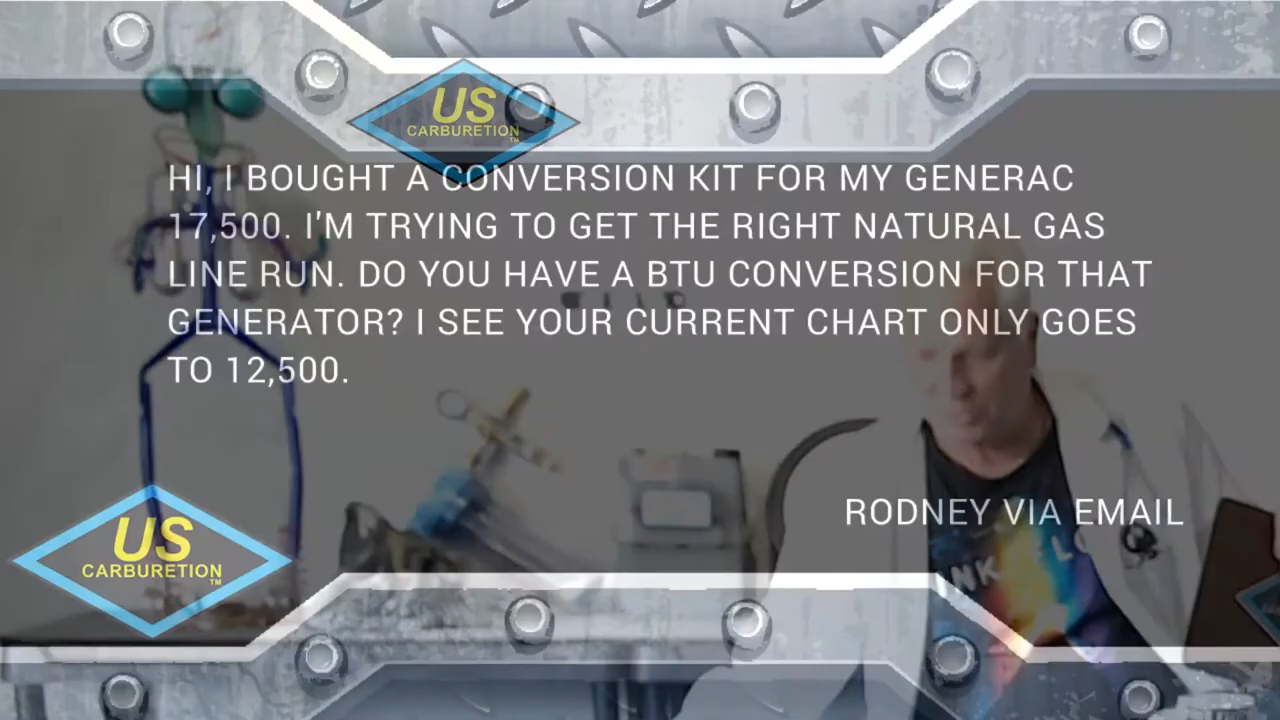 US
CARBURETION
TM
HI, I BOUGHT A CONVERSION KIT FOR MY GENERAC
17,500. I'M TRYING TO GET THE RIGHT NATURAL GAS
LINE RUN. DO YOU HAVE A BTU CONVERSION FOR THAT
GENERATOR? I SEE YOUR CURRENT CHART ONLY GOES
TO 12,500.
RODNEY VIA EMAIL
US
CARBURETION
TM